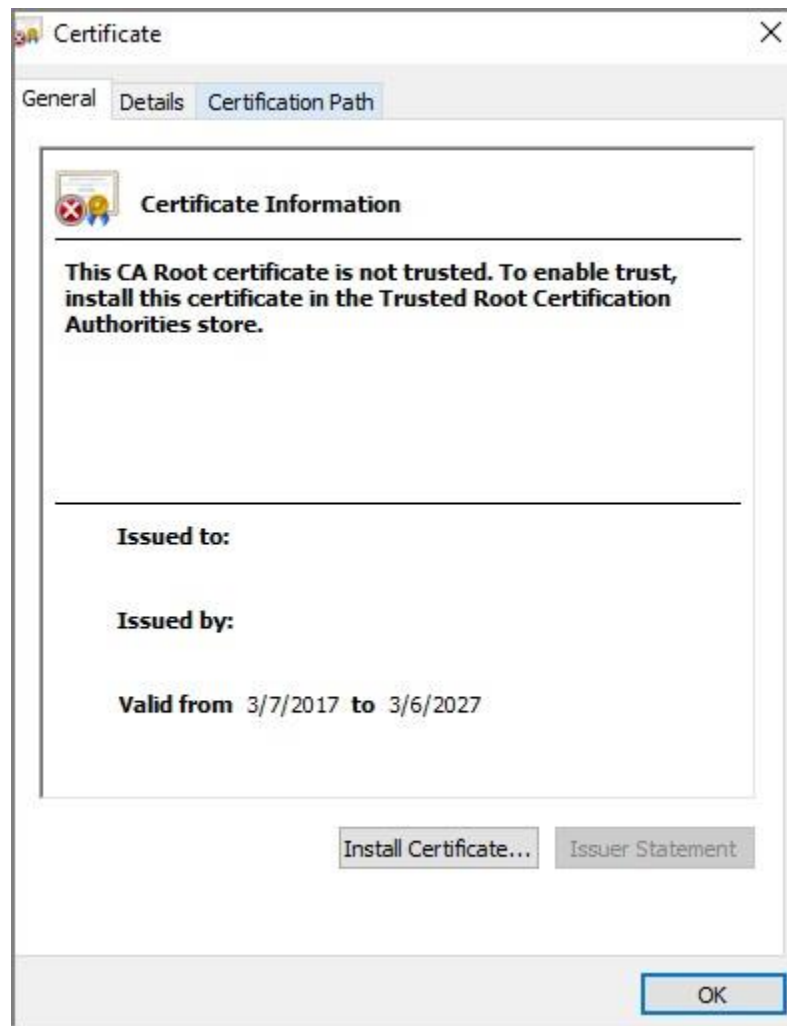 Certificate
General Details Certification Path
Certificate Information
This CA Root certificate is not trusted. To enable trust,
install this certificate in the Trusted Root Certification
Authorities store.
Issued to:
Issued by:
Valid from 3/7/2017 to 3/6/2027
Install Certificate... Issuer Statement
OK